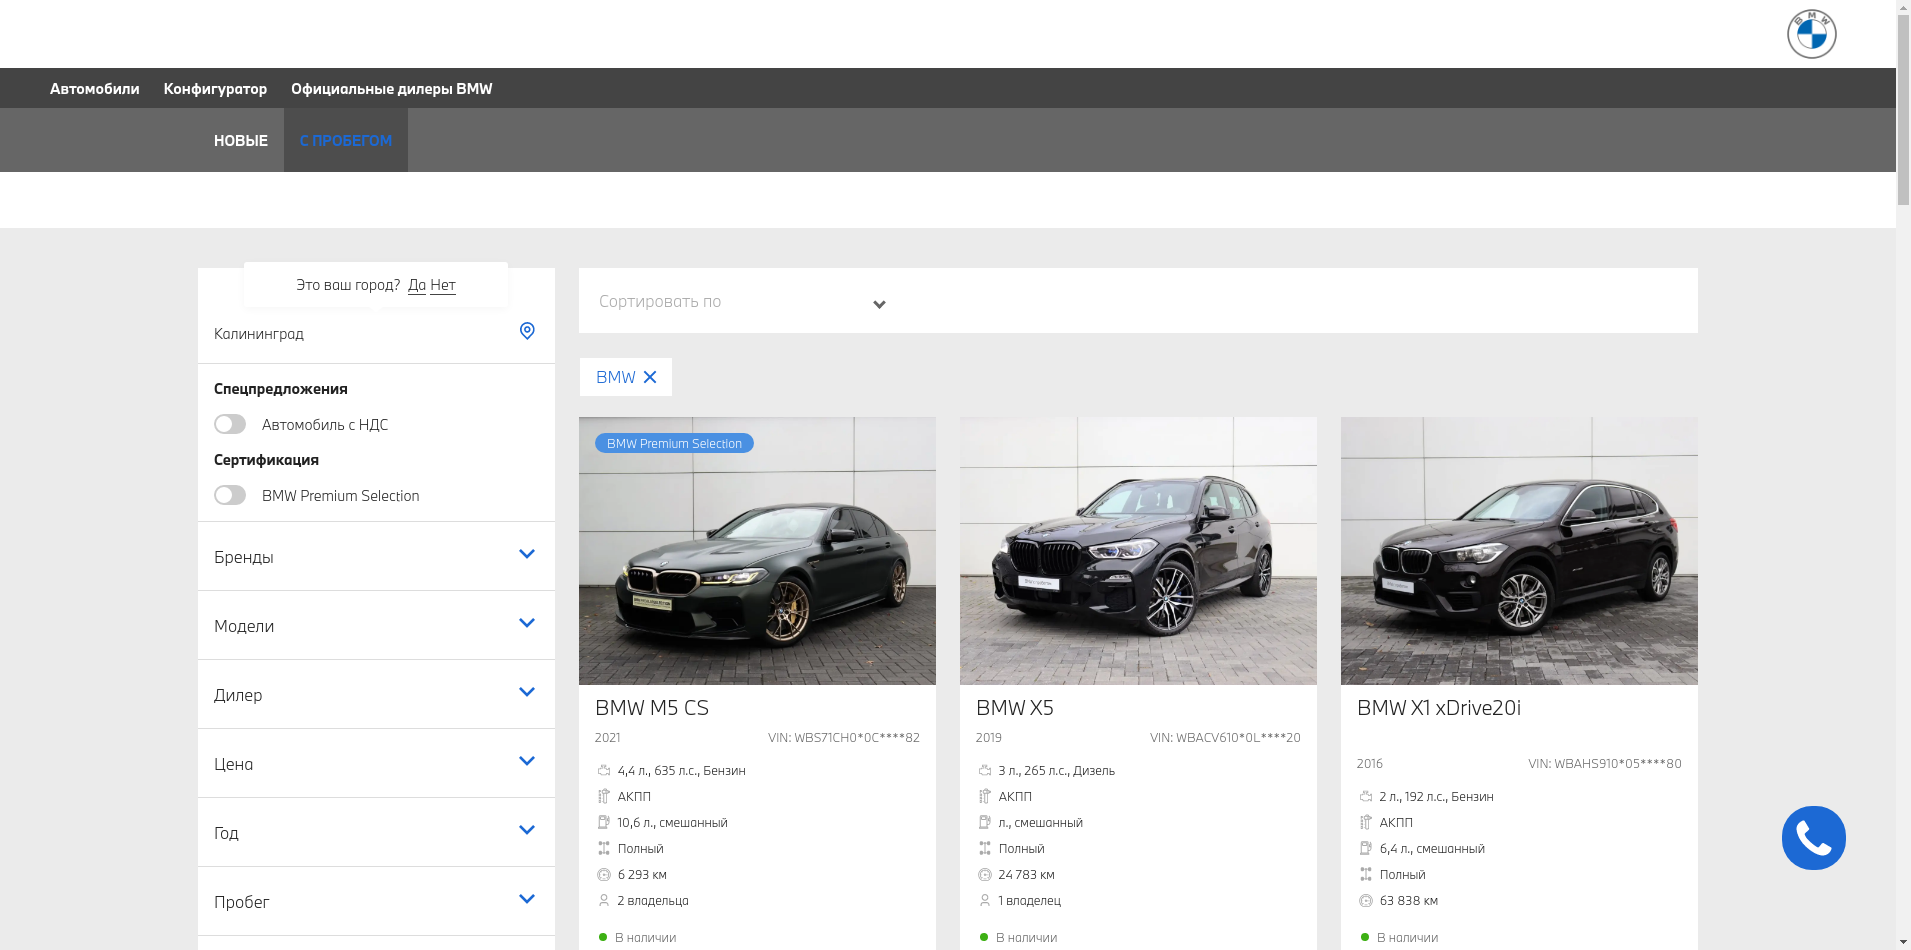 BMW
Автомобили Конфигуратор Официальные дилеры BMW
НОВЫЕ С ПРОБЕГОМ
Это ваш город? Да Нет
Калининград
Спецпредложения
Автомобиль с НДС
Сертификация
BMW Premium Selection
Бренды
Модели
Дилер
Цена
Год
Пробег
Сортировать по
BMW
BMW Premium Selection
BMW M5 CS
2021 VIN: WBS71CH0*0C****82
4,4 л., 635 л.с., Бензин
АКПП
10,6 л., смешанный
Полный
6 293 км
2 владельца
В наличии
BMW X5
2019 VIN: WBACV610*0L****20
3 л., 265 л.с., Дизель
АКПП
л., смешанный
Полный
24 783 км
1 владелец
В наличии
BMW X1 xDrive20i
2016 VIN: WBAHS910*05****80
2 л., 192 л.с., Бензин
АКПП
6,4 л., смешанный
Полный
63 838 км
В наличии